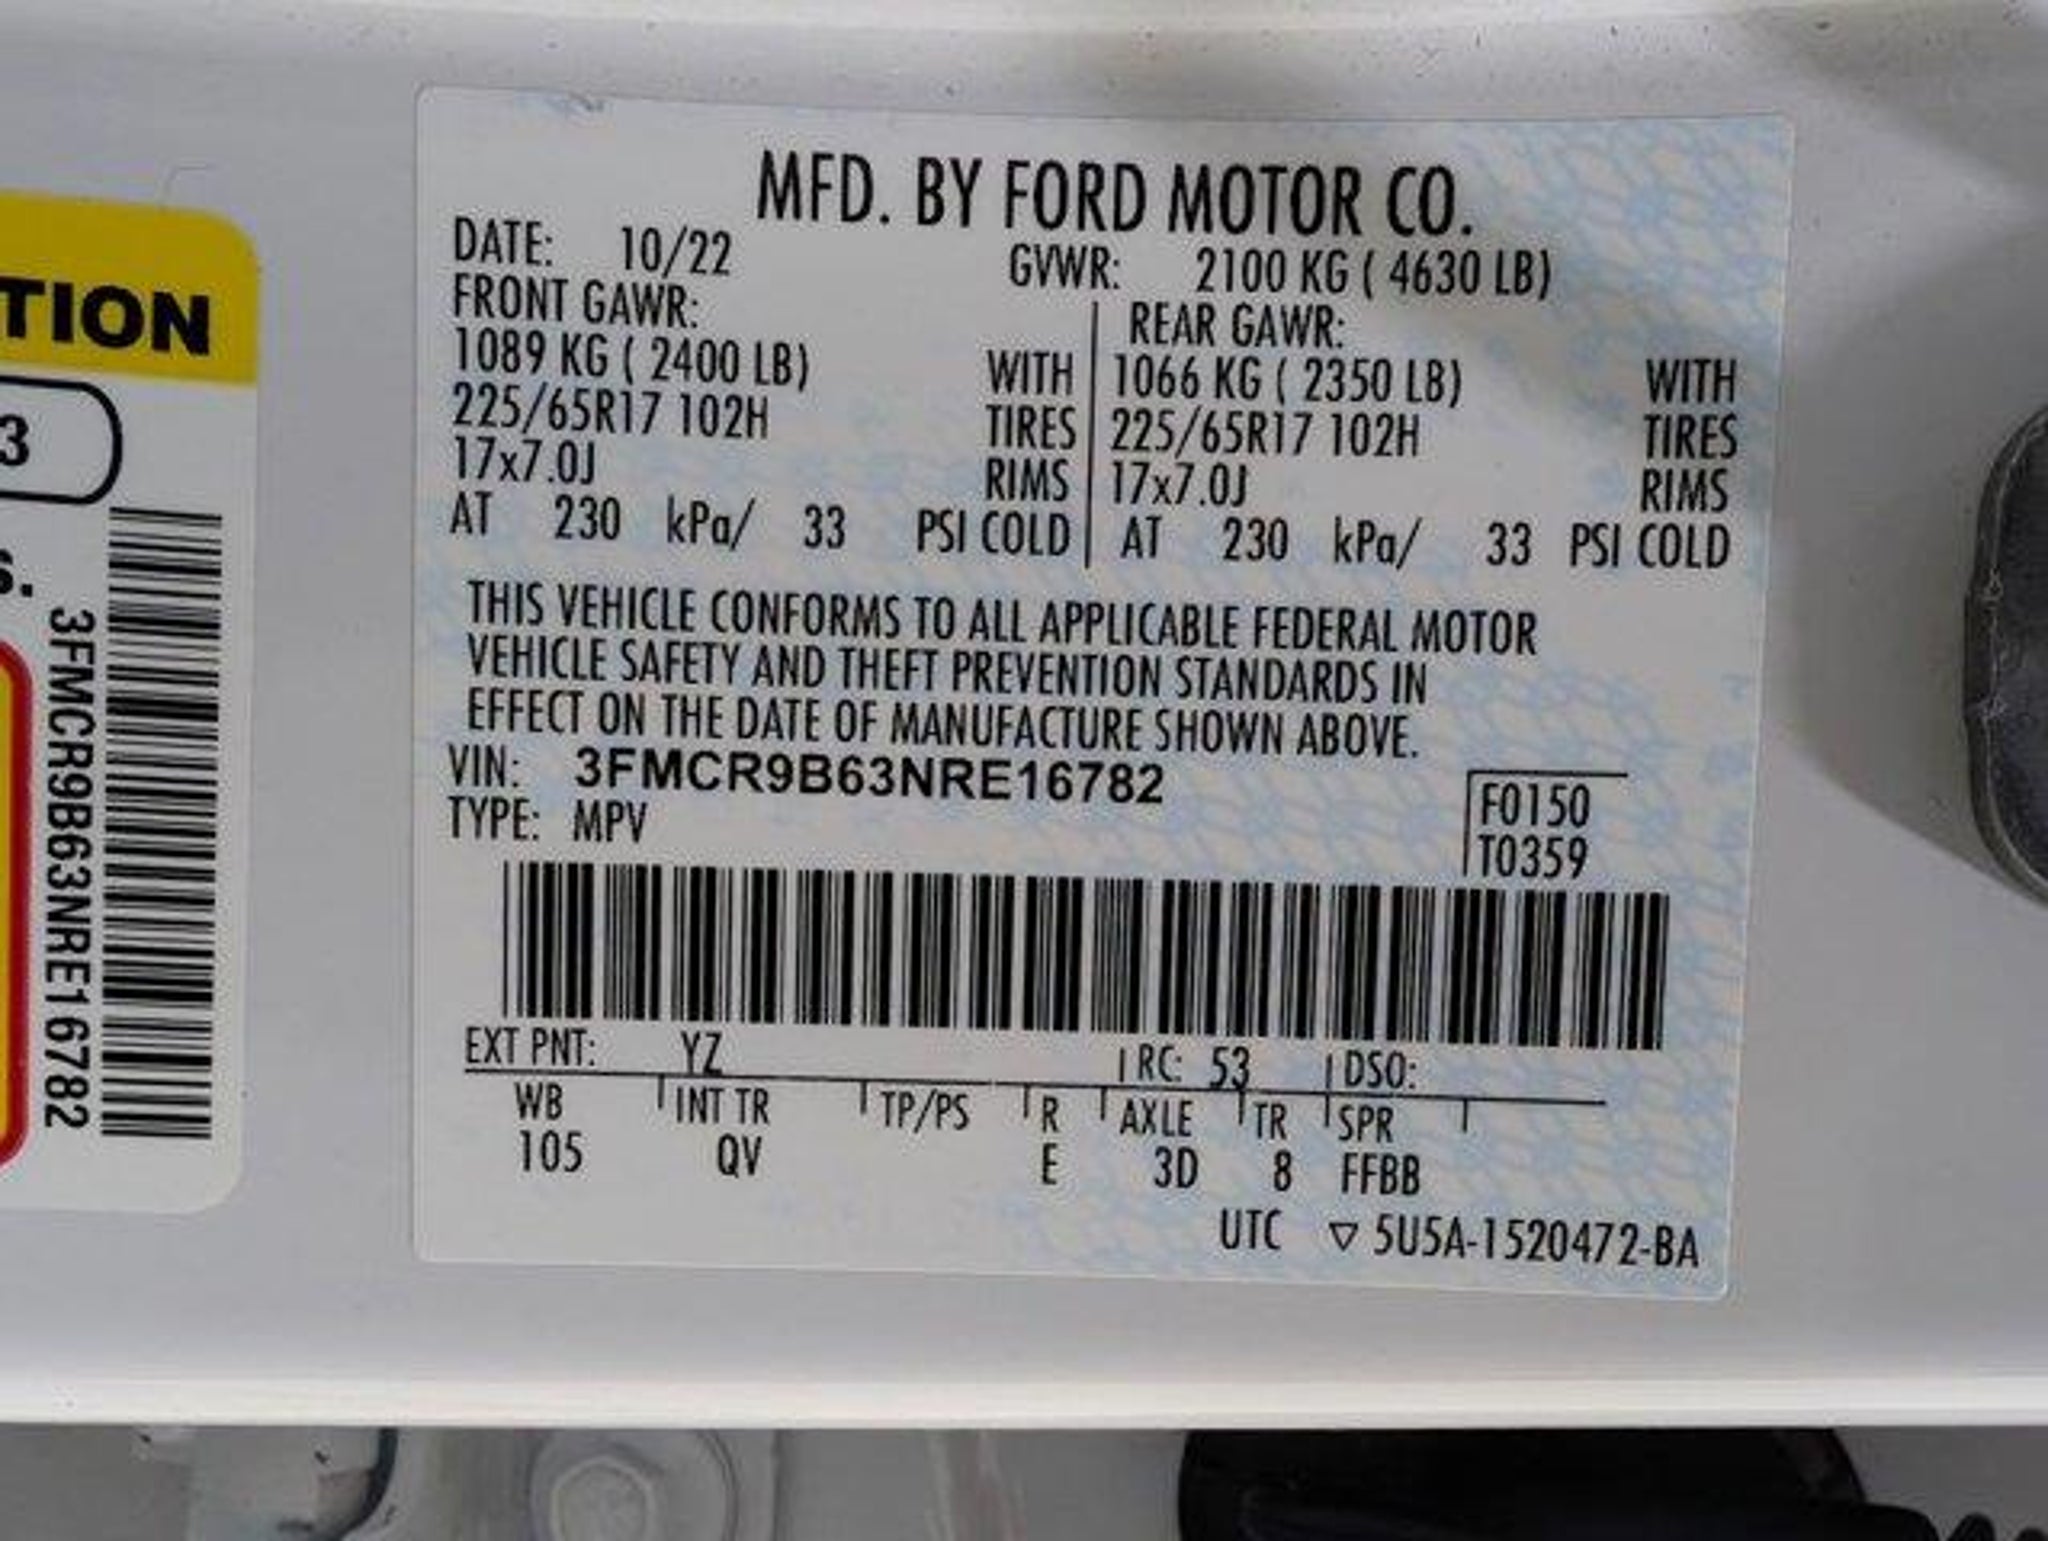 TION
3
s.
3FMCR9B63NRE16782
MFD. BY FORD MOTOR CO.
DATE: 10/22 GVWR: 2100 KG ( 4630 LB)
FRONT GAWR: REAR GAWR:
1089 KG ( 2400 LB) WITH 1066 KG ( 2350 LB) WITH
225/65R17 102H TIRES 225/65R17 102H TIRES
17x7.0J RIMS 17x7.0J RIMS
AT 230 kPa/ 33 PSI COLD AT 230 kPa/ 33 PSI COLD
THIS VEHICLE CONFORMS TO ALL APPLICABLE FEDERAL MOTOR
VEHICLE SAFETY AND THEFT PREVENTION STANDARDS IN
EFFECT ON THE DATE OF MANUFACTURE SHOWN ABOVE.
VIN: 3FMCR9B63NRE16782
TYPE: MPV
F0150
T0359
EXT PNT: YZ RC: 53 DSO:
WB INT TR TP/PS R AXLE TR SPR
105 QV E 3D 8 FFBB
UTC ▽ 5U5A-1520472-BA